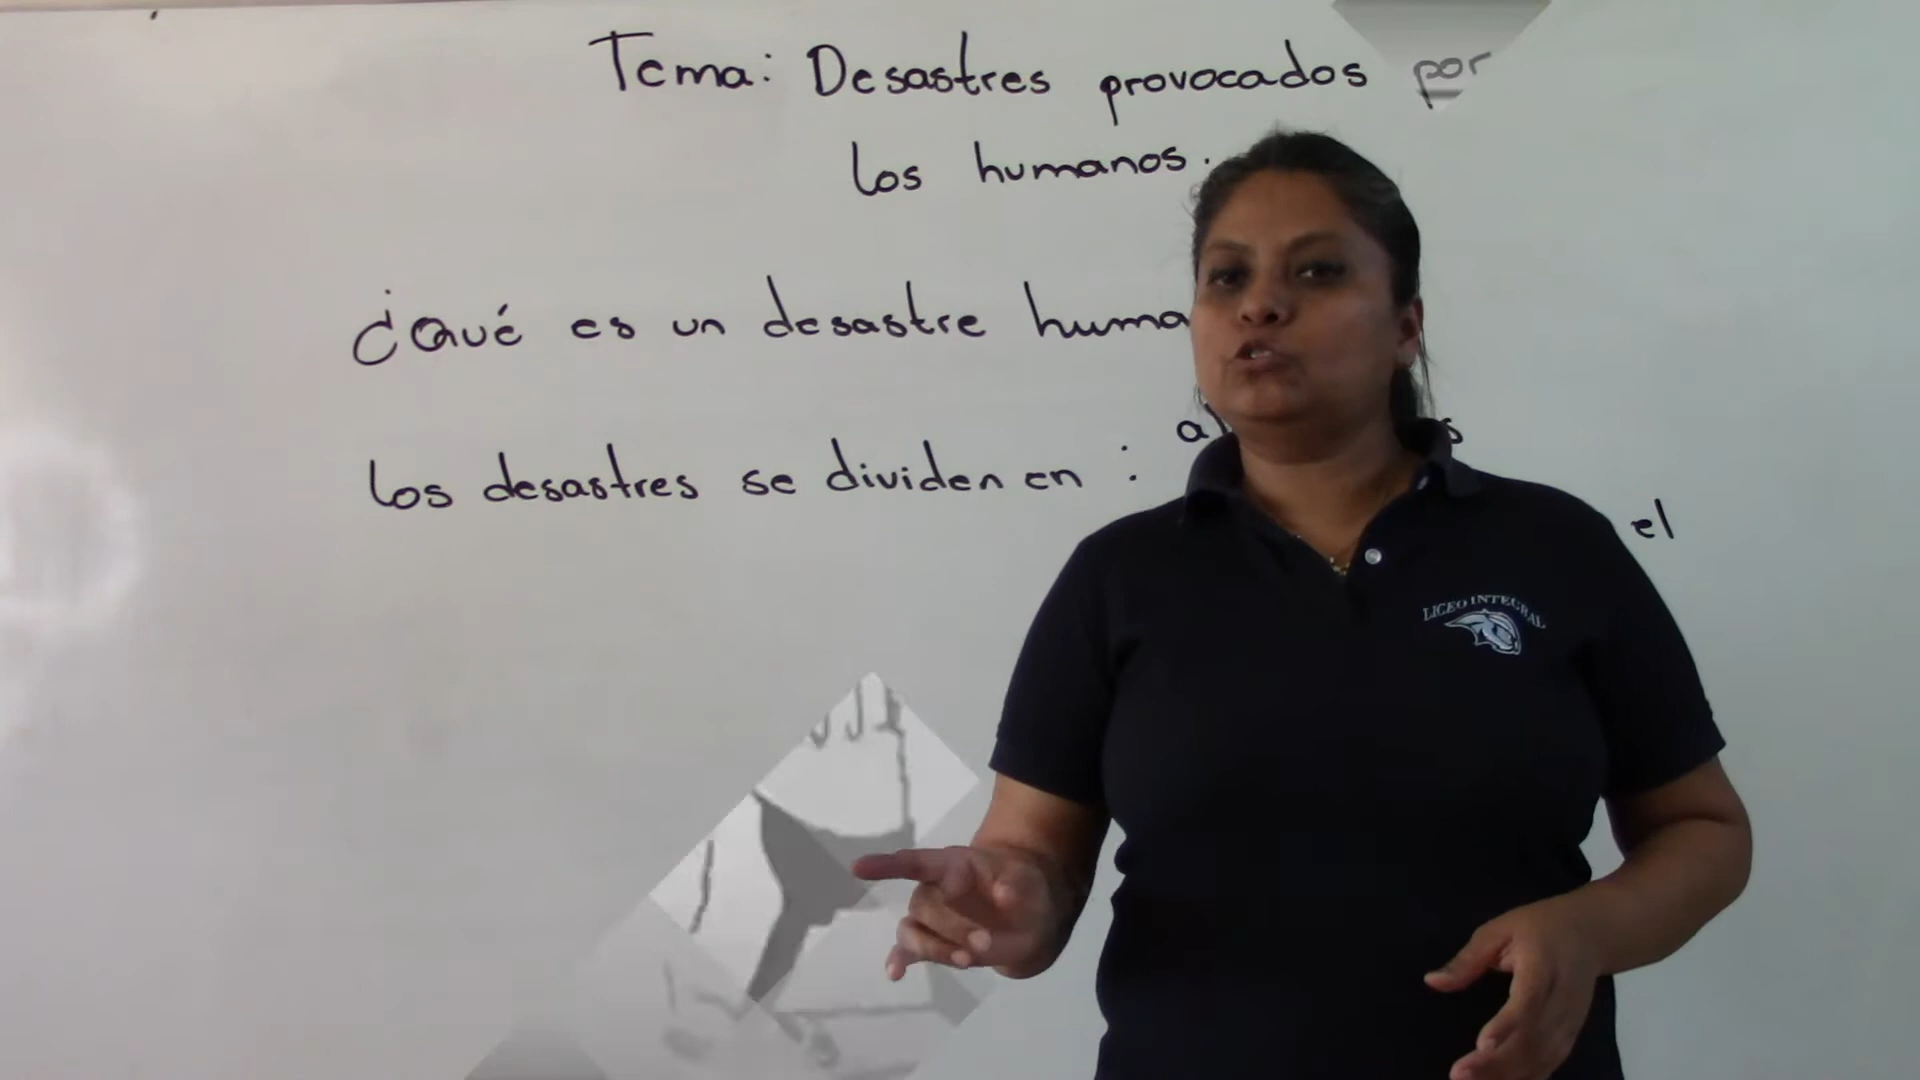 Tema: Desastres provocados por
los humanos.
¿Qué es un desastre huma
los desastres se dividen en : a)
el
LICEO INTEGRAL